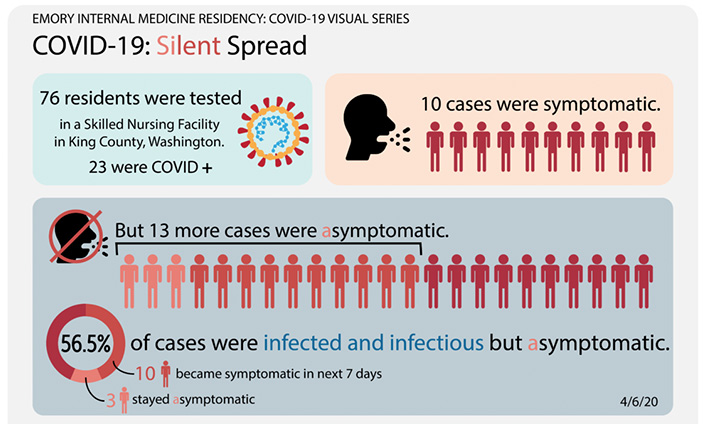 EMORY INTERNAL MEDICINE RESIDENCY: COVID-19 VISUAL SERIES
COVID-19: Silent Spread
76 residents were tested
in a Skilled Nursing Facility
in King County, Washington.
23 were COVID +
10 cases were symptomatic.
But 13 more cases were asymptomatic.
56.5% of cases were infected and infectious but asymptomatic.
10 became symptomatic in next 7 days
3 stayed asymptomatic
4/6/20